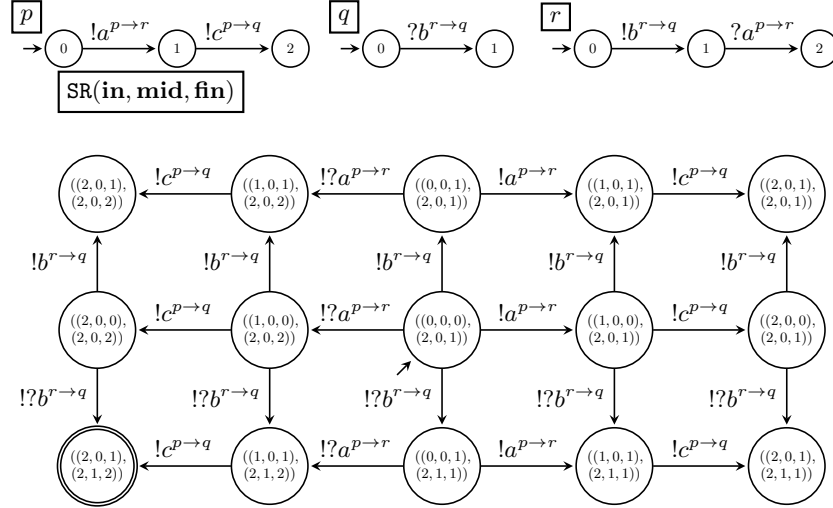 p q r
0 !a^{p→r} 1 !c^{p→q} 2 0 ?b^{r→q} 1 0 !b^{r→q} 1 ?a^{p→r} 2
SR(in, mid, fin)
((2, 0, 1), (2, 0, 2)) !c^{p→q} ((1, 0, 1), (2, 0, 2)) !?a^{p→r} ((0, 0, 1), (2, 0, 1)) !a^{p→r} ((1, 0, 1), (2, 0, 1)) !c^{p→q} ((2, 0, 1), (2, 0, 1))
!b^{r→q} !b^{r→q} !b^{r→q} !b^{r→q} !b^{r→q}
((2, 0, 0), (2, 0, 2)) !c^{p→q} ((1, 0, 0), (2, 0, 2)) !?a^{p→r} ((0, 0, 0), (2, 0, 1)) !a^{p→r} ((1, 0, 0), (2, 0, 1)) !c^{p→q} ((2, 0, 0), (2, 0, 1))
!?b^{r→q} !?b^{r→q} !?b^{r→q} !?b^{r→q} !?b^{r→q}
((2, 0, 1), (2, 1, 2)) !c^{p→q} ((1, 0, 1), (2, 1, 2)) !?a^{p→r} ((0, 0, 1), (2, 1, 1)) !a^{p→r} ((1, 0, 1), (2, 1, 1)) !c^{p→q} ((2, 0, 1), (2, 1, 1))